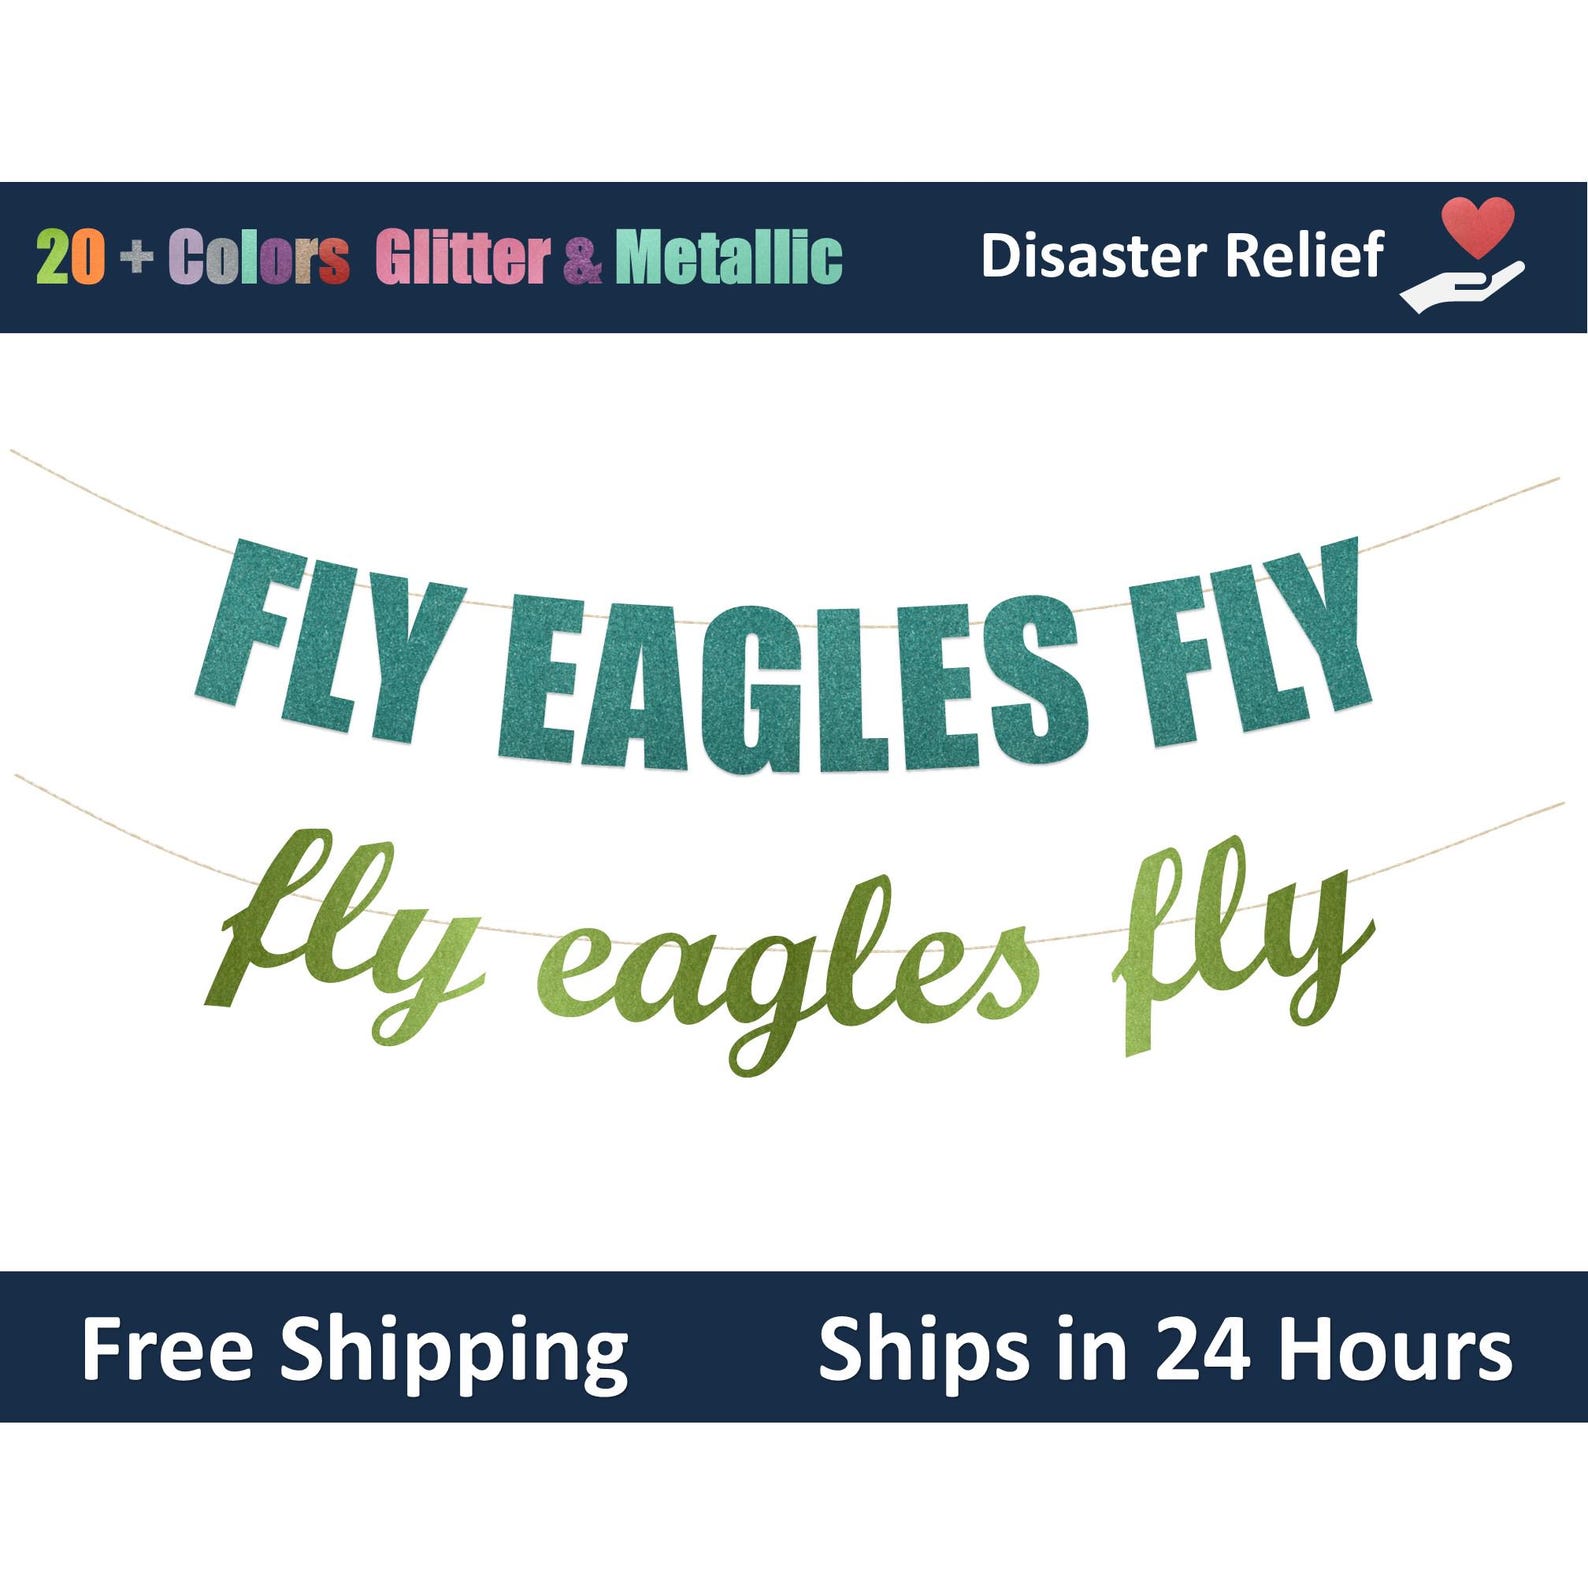 20 + Colors Glitter & Metallic
Disaster Relief
FLY EAGLES FLY
fly eagles fly
Free Shipping
Ships in 24 Hours